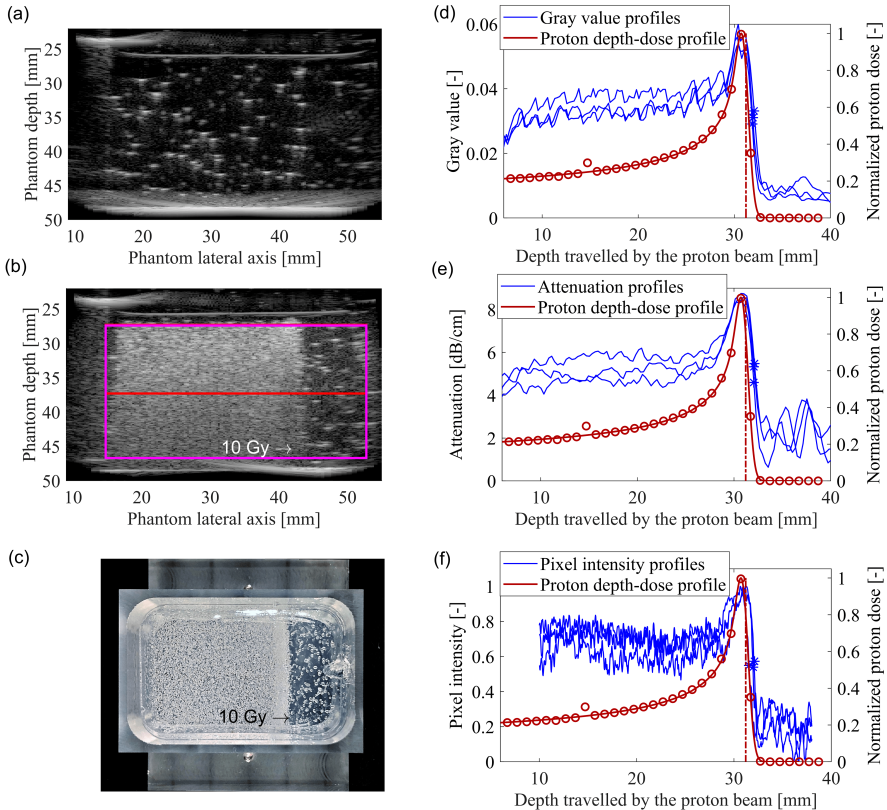 (a)
25
30
35
40
45
50
Phantom depth [mm]
10 20 30 40 50
Phantom lateral axis [mm]
(b)
25
30
35
40
45
50
Phantom depth [mm]
10 Gy →
10 20 30 40 50
Phantom lateral axis [mm]
(c)
10 Gy →
(d)
Gray value profiles
Proton depth-dose profile
0.06
0.04
0.02
0
Gray value [-]
1
0.8
0.6
0.4
0.2
0
Normalized proton dose [-]
10 20 30 40
Depth travelled by the proton beam [mm]
(e)
Attenuation profiles
Proton depth-dose profile
8
6
4
2
0
Attenuation [dB/cm]
1
0.8
0.6
0.4
0.2
0
Normalized proton dose [-]
10 20 30 40
Depth travelled by the proton beam [mm]
(f)
Pixel intensity profiles
Proton depth-dose profile
1
0.8
0.6
0.4
0.2
0
Pixel intensity [-]
1
0.8
0.6
0.4
0.2
0
Normalized proton dose [-]
10 20 30 40
Depth travelled by the proton beam [mm]